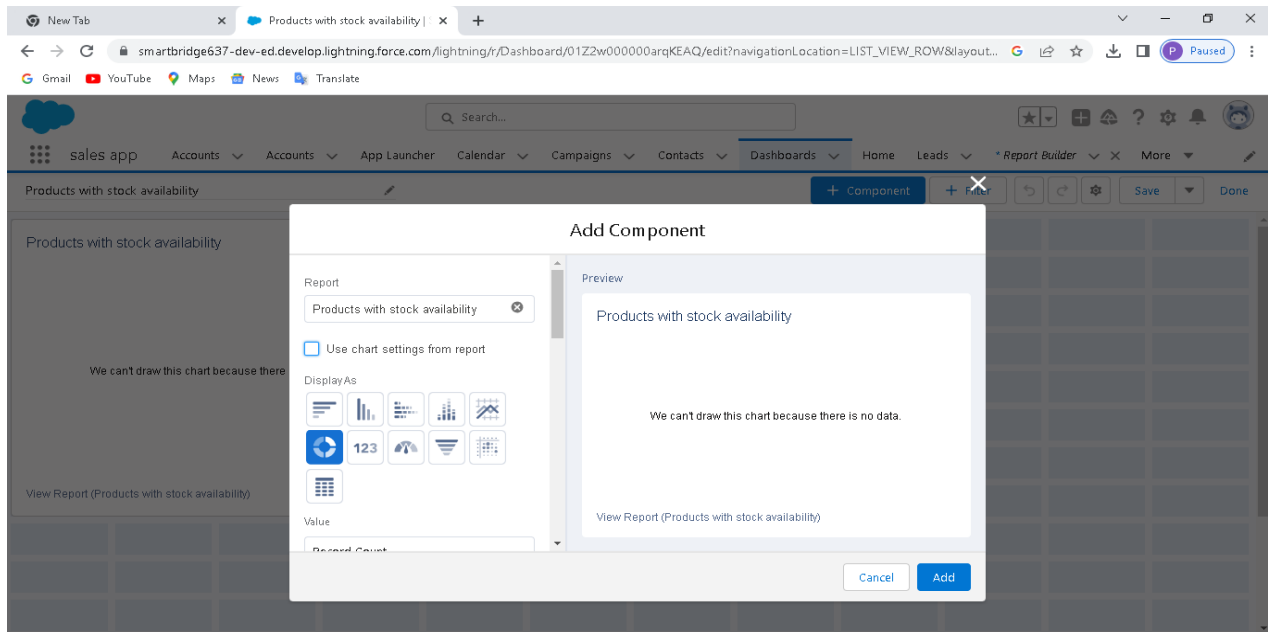 New Tab
Products with stock availability |
smartbridge637-dev-ed.develop.lightning.force.com/lightning/r/Dashboard/01Z2w000000arqKEAQ/edit?navigationLocation=LIST_VIEW_ROW&layout...
P Paused
Gmail YouTube Maps News Translate
Search...
sales app Accounts Accounts App Launcher Calendar Campaigns Contacts Dashboards Home Leads * Report Builder More
Products with stock availability
+ Component + Filter Save Done
Products with stock availability
We can't draw this chart because there
View Report (Products with stock availability)
Add Component
Report
Products with stock availability
Use chart settings from report
DisplayAs
123
Value
Record Count
Preview
Products with stock availability
We can't draw this chart because there is no data.
View Report (Products with stock availability)
Cancel Add